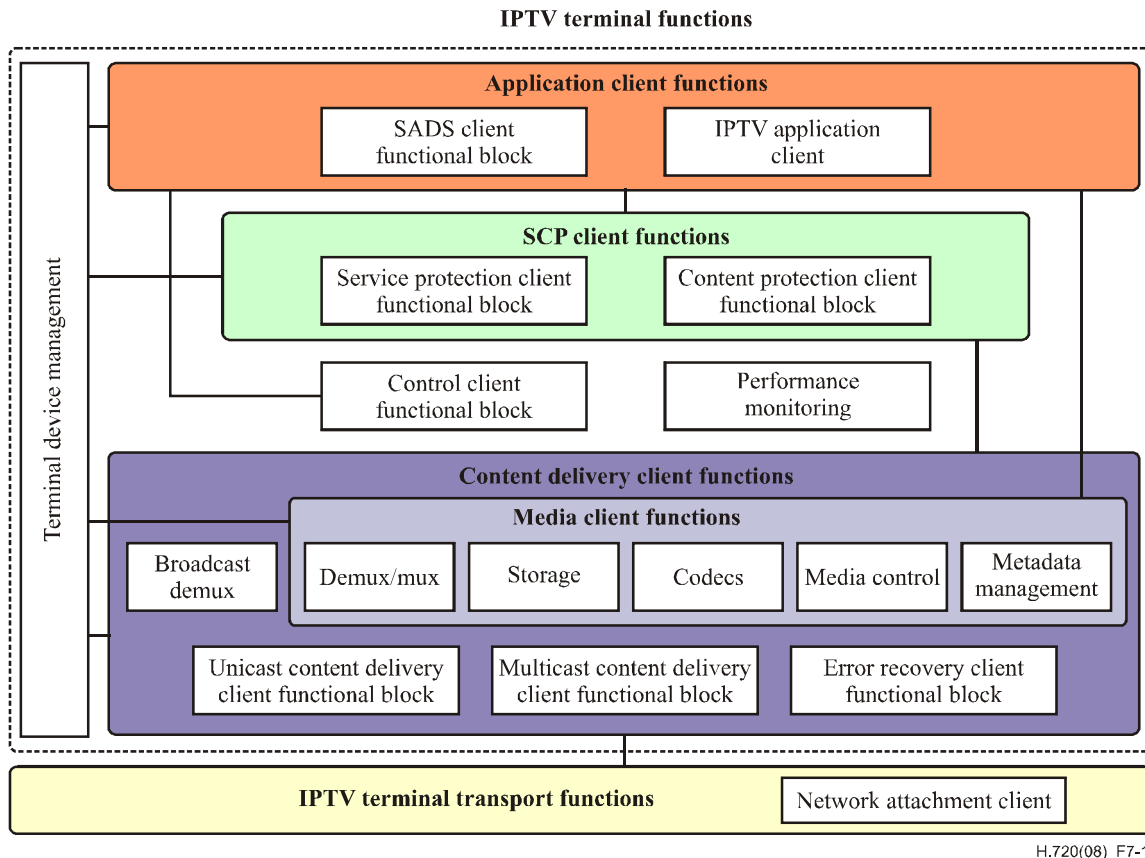 IPTV terminal functions
Terminal device management
Application client functions
SADS client
functional block
IPTV application
client
SCP client functions
Service protection client
functional block
Content protection client
functional block
Control client
functional block
Performance
monitoring
Content delivery client functions
Media client functions
Broadcast
demux
Demux/mux
Storage
Codecs
Media control
Metadata
management
Unicast content delivery
client functional block
Multicast content delivery
client functional block
Error recovery client
functional block
IPTV terminal transport functions
Network attachment client